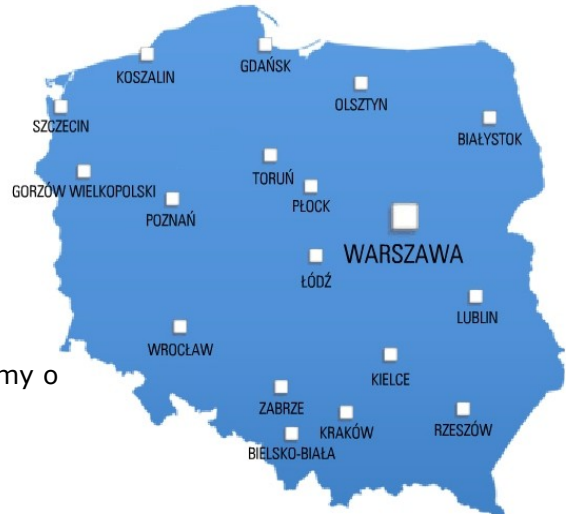 KOSZALIN
GDAŃSK
OLSZTYN
SZCZECIN
BIAŁYSTOK
GORZÓW WIELKOPOLSKI
TORUŃ
PŁOCK
POZNAŃ
WARSZAWA
ŁÓDŹ
LUBLIN
WROCŁAW
my o
KIELCE
ZABRZE
KRAKÓW
RZESZÓW
BIELSKO-BIAŁA